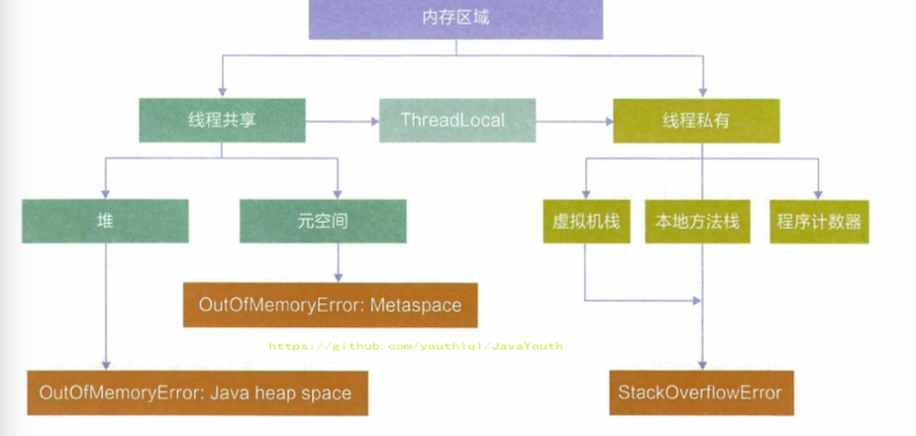 内存区域
线程共享
ThreadLocal
线程私有
堆
元空间
虚拟机栈
本地方法栈
程序计数器
OutOfMemoryError: Metaspace
https://github.com/youthlql/JavaYouth
OutOfMemoryError: Java heap space
StackOverflowError